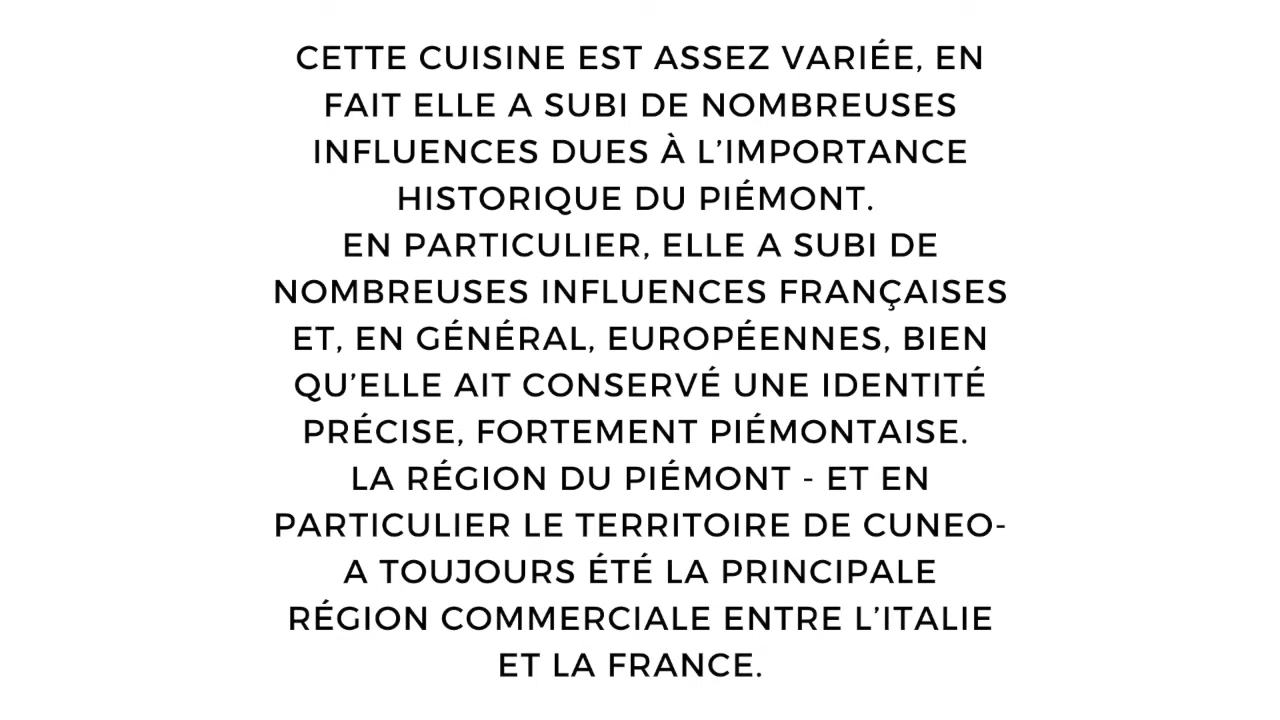 CETTE CUISINE EST ASSEZ VARIÉE, EN
FAIT ELLE A SUBI DE NOMBREUSES
INFLUENCES DUES À L’IMPORTANCE
HISTORIQUE DU PIÉMONT.
EN PARTICULIER, ELLE A SUBI DE
NOMBREUSES INFLUENCES FRANÇAISES
ET, EN GÉNÉRAL, EUROPÉENNES, BIEN
QU’ELLE AIT CONSERVÉ UNE IDENTITÉ
PRÉCISE, FORTEMENT PIÉMONTAISE.
LA RÉGION DU PIÉMONT - ET EN
PARTICULIER LE TERRITOIRE DE CUNEO-
A TOUJOURS ÉTÉ LA PRINCIPALE
RÉGION COMMERCIALE ENTRE L’ITALIE
ET LA FRANCE.